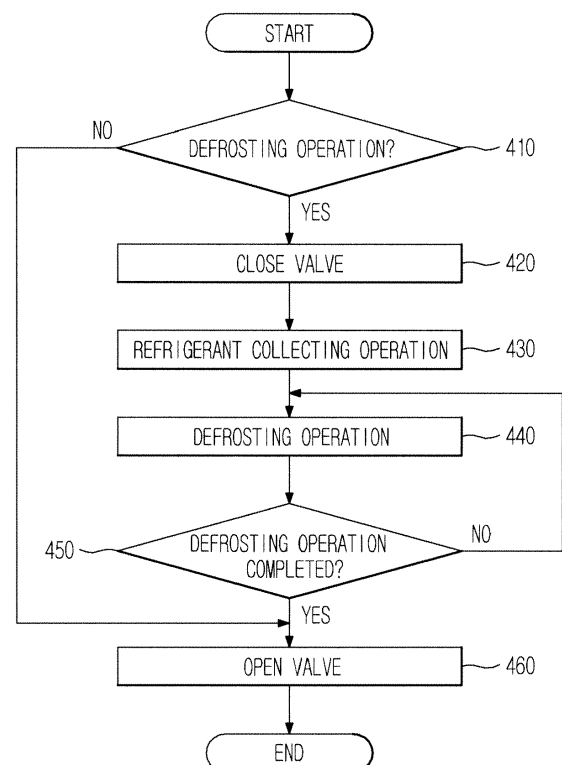 START
NO
DEFROSTING OPERATION?
410
YES
CLOSE VALVE
420
REFRIGERANT COLLECTING OPERATION
430
DEFROSTING OPERATION
440
450
DEFROSTING OPERATION
COMPLETED?
NO
YES
OPEN VALVE
460
END